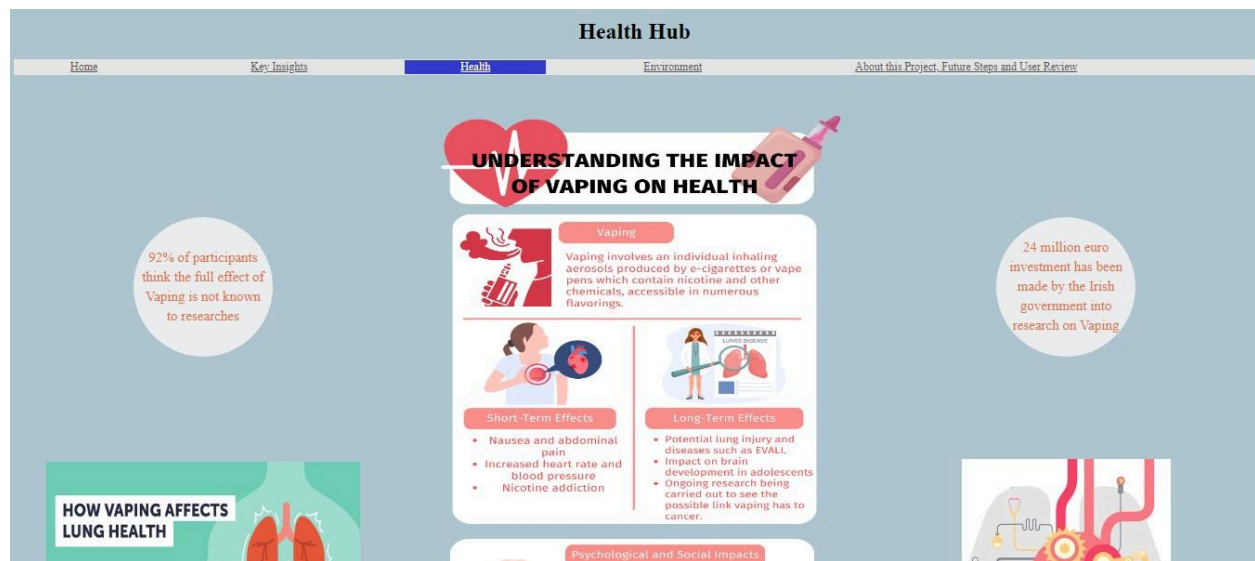 Health Hub
Home
Key Insights
Health
Environment
About this Project, Future Steps and User Review
UNDERSTANDING THE IMPACT
OF VAPING ON HEALTH
92% of participants
think the full effect of
Vaping is not known
to researches
Vaping
Vaping involves an individual inhaling
aerosols produced by e-cigarettes or vape
pens which contain nicotine and other
chemicals, accessible in numerous
flavorings.
24 million euro
investment has been
made by the Irish
government into
research on Vaping
LUNGS DISEASE
Short-Term Effects
• Nausea and abdominal
pain
• Increased heart rate and
blood pressure
• Nicotine addiction
Long-Term Effects
• Potential lung injury and
diseases such as EVALI.
• Impact on brain
development in adolescents
• Ongoing research being
carried out to see the
possible link vaping has to
cancer.
HOW VAPING AFFECTS
LUNG HEALTH
Psychological and Social Impacts